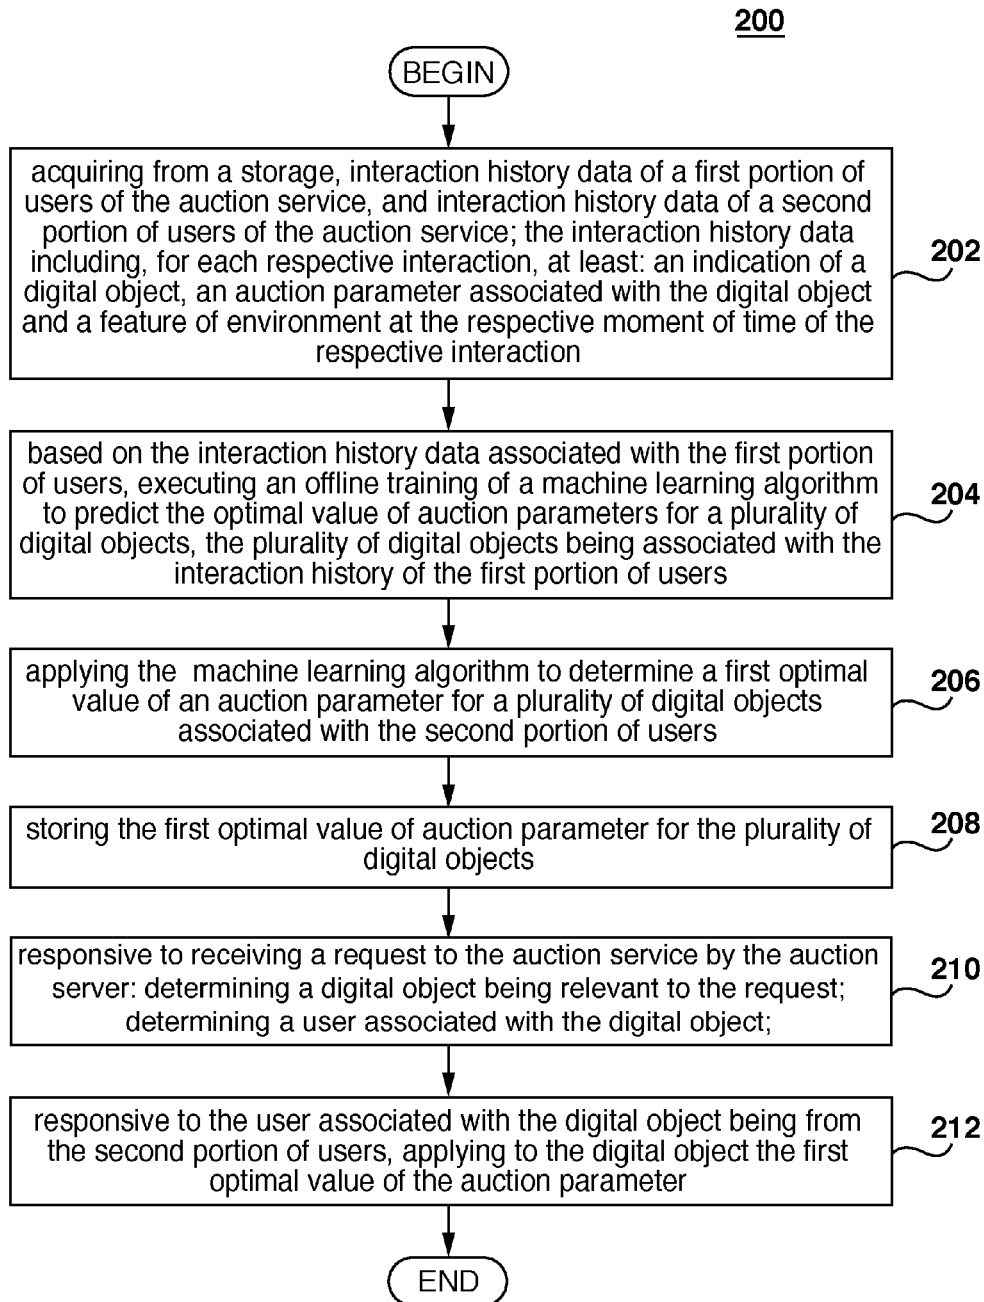 200
BEGIN
acquiring from a storage, interaction history data of a first portion of
users of the auction service, and interaction history data of a second
portion of users of the auction service; the interaction history data
including, for each respective interaction, at least: an indication of a
digital object, an auction parameter associated with the digital object
and a feature of environment at the respective moment of time of the
respective interaction
202
based on the interaction history data associated with the first portion
of users, executing an offline training of a machine learning algorithm
to predict the optimal value of auction parameters for a plurality of
digital objects, the plurality of digital objects being associated with the
interaction history of the first portion of users
204
applying the machine learning algorithm to determine a first optimal
value of an auction parameter for a plurality of digital objects
associated with the second portion of users
206
storing the first optimal value of auction parameter for the plurality of
digital objects
208
responsive to receiving a request to the auction service by the auction
server: determining a digital object being relevant to the request;
determining a user associated with the digital object;
210
responsive to the user associated with the digital object being from
the second portion of users, applying to the digital object the first
optimal value of the auction parameter
212
END